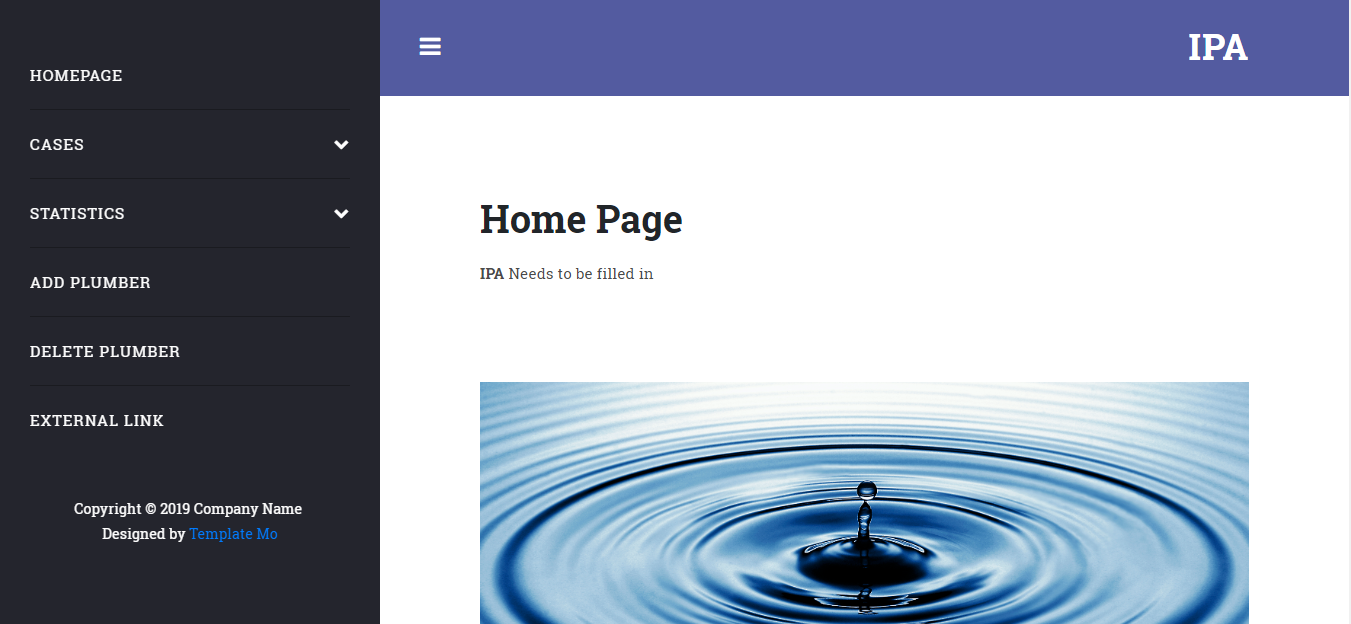 HOMEPAGE
CASES
STATISTICS
ADD PLUMBER
DELETE PLUMBER
EXTERNAL LINK
Copyright © 2019 Company Name
Designed by Template Mo
IPA
Home Page
IPA Needs to be filled in